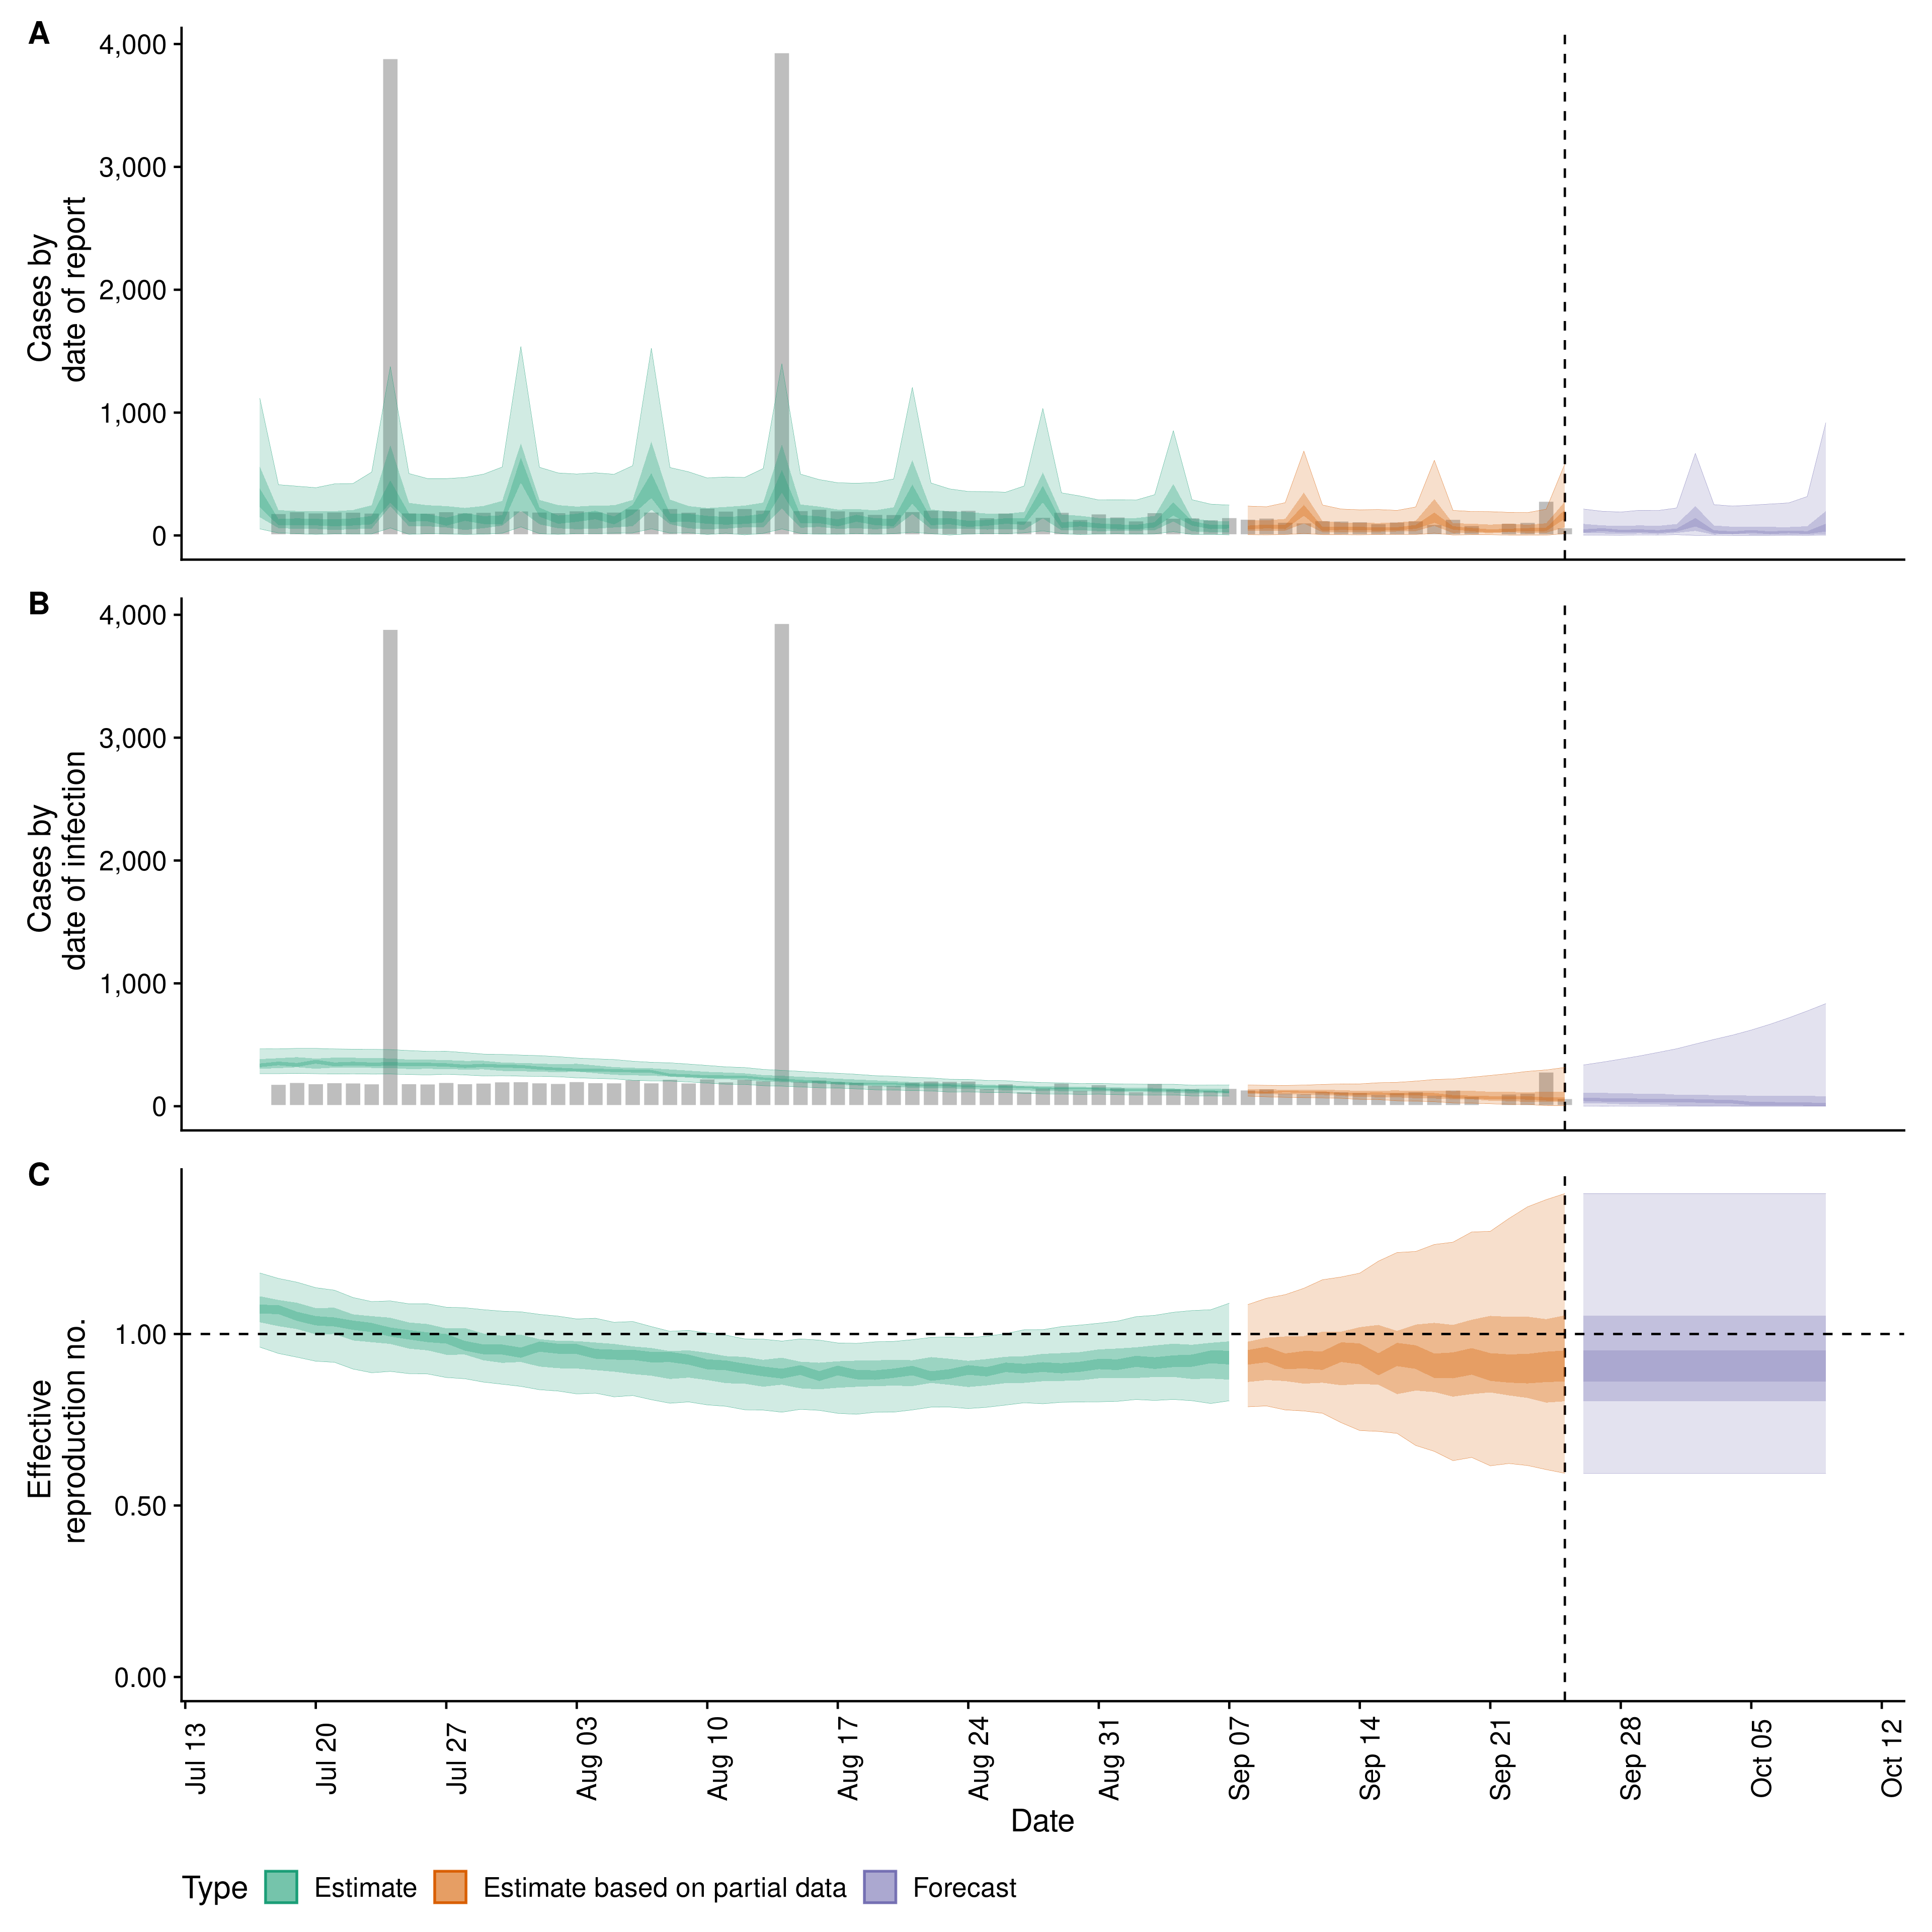 A
4,000
3,000
2,000
1,000
0
Cases by
date of report
B
4,000
3,000
2,000
1,000
0
Cases by
date of infection
C
1.00
0.50
0.00
Effective
reproduction no.
Jul 13
Jul 20
Jul 27
Aug 03
Aug 10
Aug 17
Aug 24
Aug 31
Sep 07
Sep 14
Sep 21
Sep 28
Oct 05
Oct 12
Date
Type Estimate Estimate based on partial data Forecast